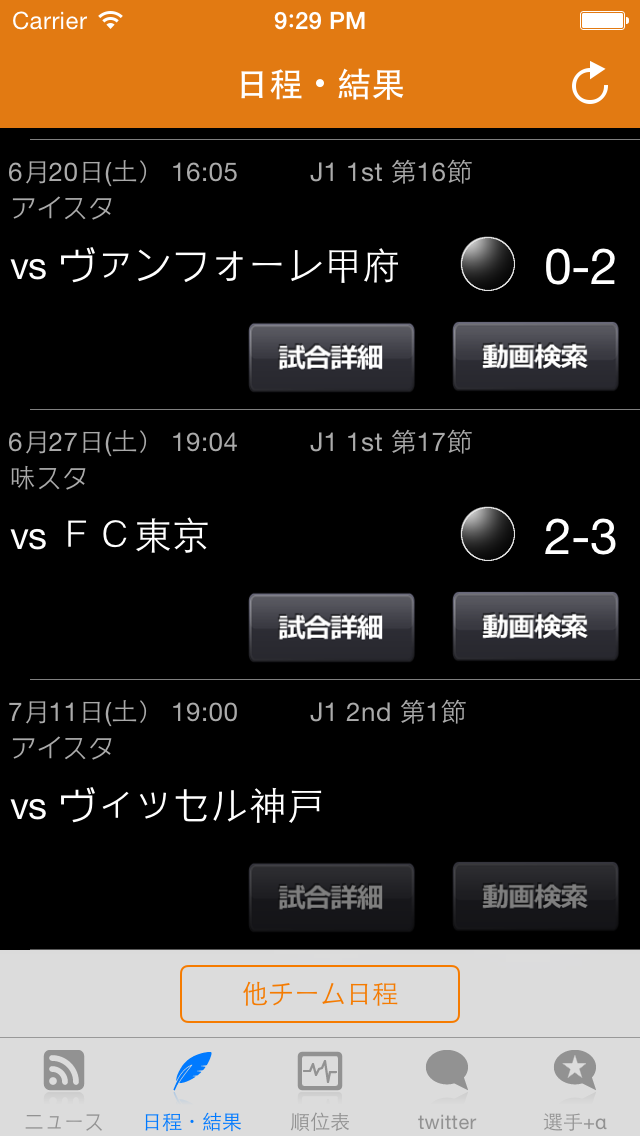 Carrier 9:29 PM
日程・結果
6月20日(土） 16:05 J1 1st 第16節
アイスタ
vs ヴァンフォーレ甲府 0-2
試合詳細 動画検索
6月27日(土） 19:04 J1 1st 第17節
味スタ
vs ＦＣ東京 2-3
試合詳細 動画検索
7月11日(土） 19:00 J1 2nd 第1節
アイスタ
vs ヴィッセル神戸
試合詳細 動画検索
他チーム日程
ニュース 日程・結果 順位表 twitter 選手+α